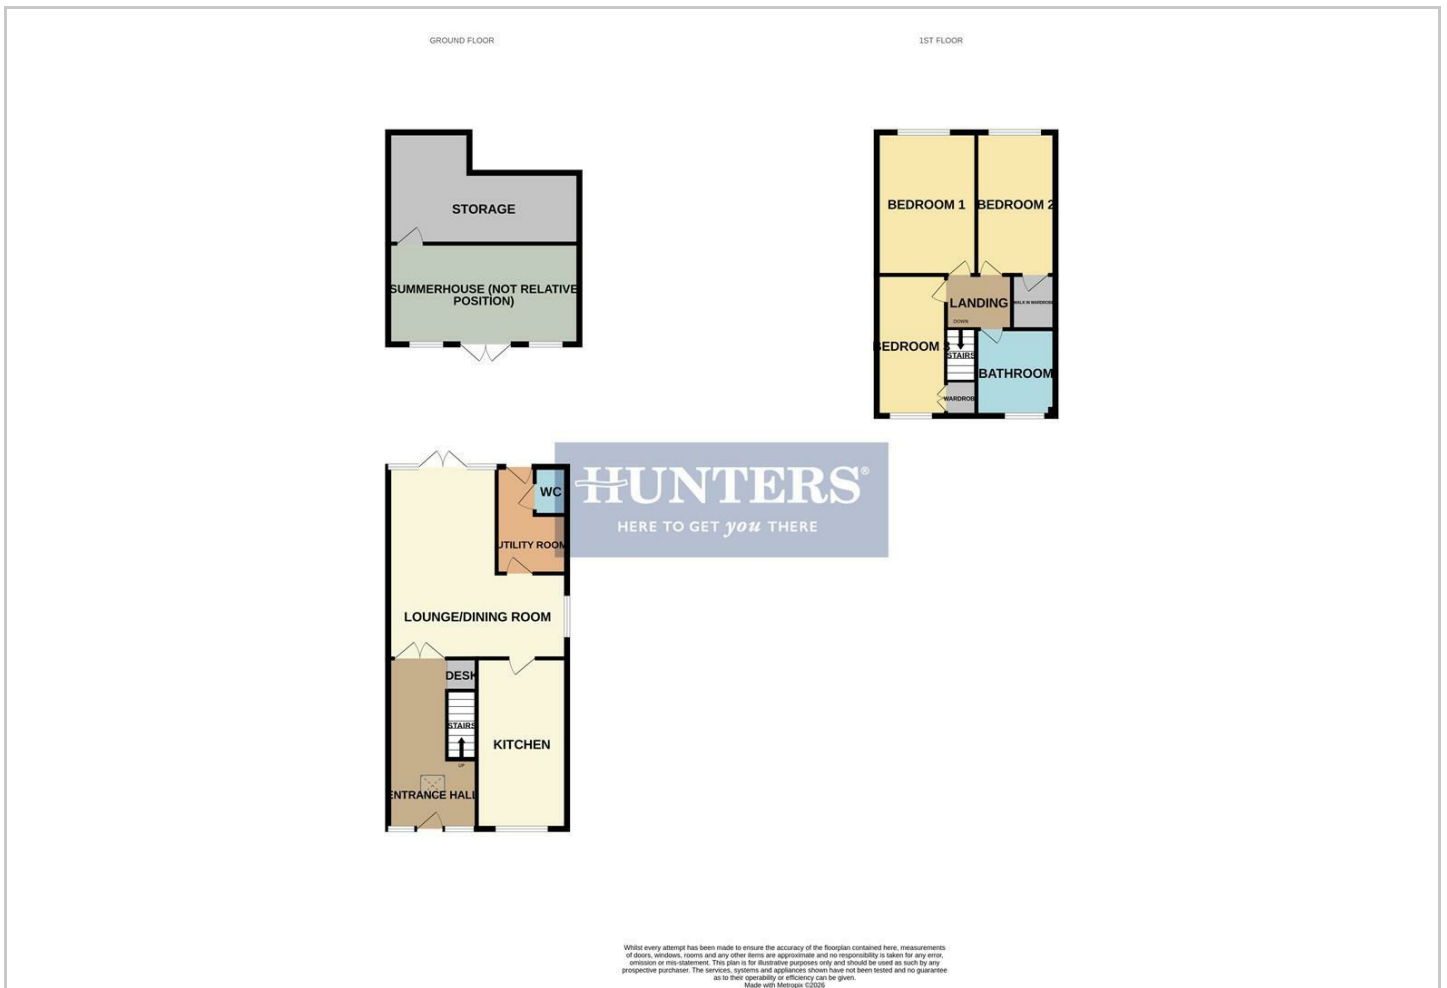 GROUND FLOOR
1ST FLOOR
STORAGE
SUMMERHOUSE (NOT RELATIVE
POSITION)
BEDROOM 1
BEDROOM 2
LANDING
WALK IN WARDROBE
DOWN
BEDROOM 3
STAIRS
BATHROOM
WARDROBE
HUNTERS®
HERE TO GET you THERE
WC
UTILITY ROOM
LOUNGE/DINING ROOM
DESK
STAIRS
KITCHEN
UP
ENTRANCE HALL
Whilst every attempt has been made to ensure the accuracy of the floorplan contained here, measurements
of doors, windows, rooms and any other items are approximate and no responsibility is taken for any error,
omission or mis-statement. This plan is for illustrative purposes only and should be used as such by any
prospective purchaser. The services, systems and appliances shown have not been tested and no guarantee
as to their operability or efficiency can be given.
Made with Metropix ©2026